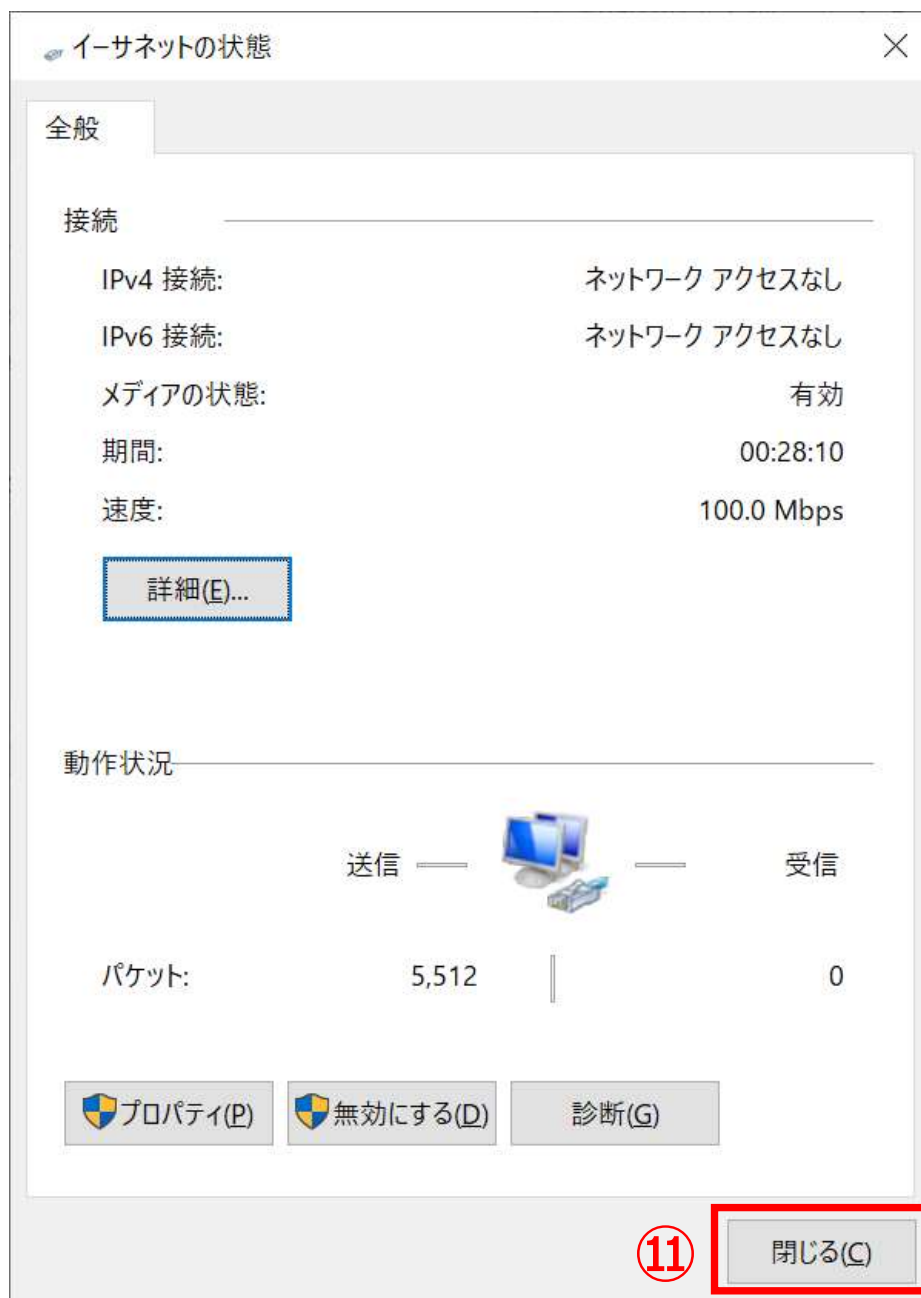 イーサネットの状態
全般
接続
IPv4 接続: ネットワーク アクセスなし
IPv6 接続: ネットワーク アクセスなし
メディアの状態: 有効
期間: 00:28:10
速度: 100.0 Mbps
詳細(E)...
動作状況
送信 受信
パケット: 5,512 0
プロパティ(P) 無効にする(D) 診断(G)
⑪ 閉じる(C)